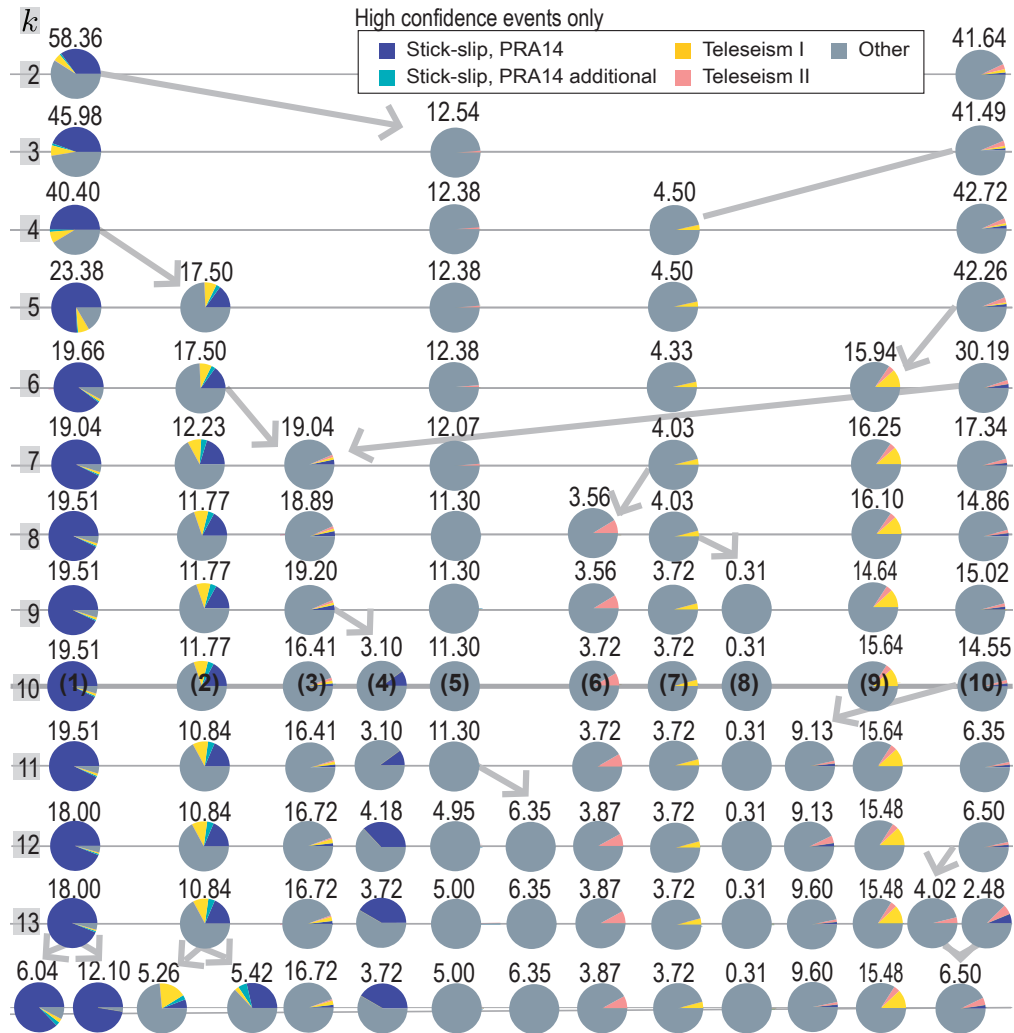 k
High confidence events only
Stick-slip, PRA14
Teleseism I
Other
Stick-slip, PRA14 additional
Teleseism II
58.36 41.64
2
45.98 12.54 41.49
3
40.40 12.38 4.50 42.72
4
23.38 17.50 12.38 4.50 42.26
5
19.66 17.50 12.38 4.33 15.94 30.19
6
19.04 12.23 19.04 12.07 4.03 16.25 17.34
7
19.51 11.77 18.89 11.30 3.56 4.03 16.10 14.86
8
19.51 11.77 19.20 11.30 3.56 3.72 0.31 14.64 15.02
9
19.51 11.77 16.41 3.10 11.30 3.72 3.72 0.31 15.64 14.55
10 (1) (2) (3) (4) (5) (6) (7) (8) (9) (10)
19.51 10.84 16.41 3.10 11.30 3.72 3.72 0.31 9.13 15.64 6.35
11
18.00 10.84 16.72 4.18 4.95 6.35 3.87 3.72 0.31 9.13 15.48 6.50
12
18.00 10.84 16.72 3.72 5.00 6.35 3.87 3.72 0.31 9.60 15.48 4.02 2.48
13
6.04 12.10 5.26 5.42 16.72 3.72 5.00 6.35 3.87 3.72 0.31 9.60 15.48 6.50